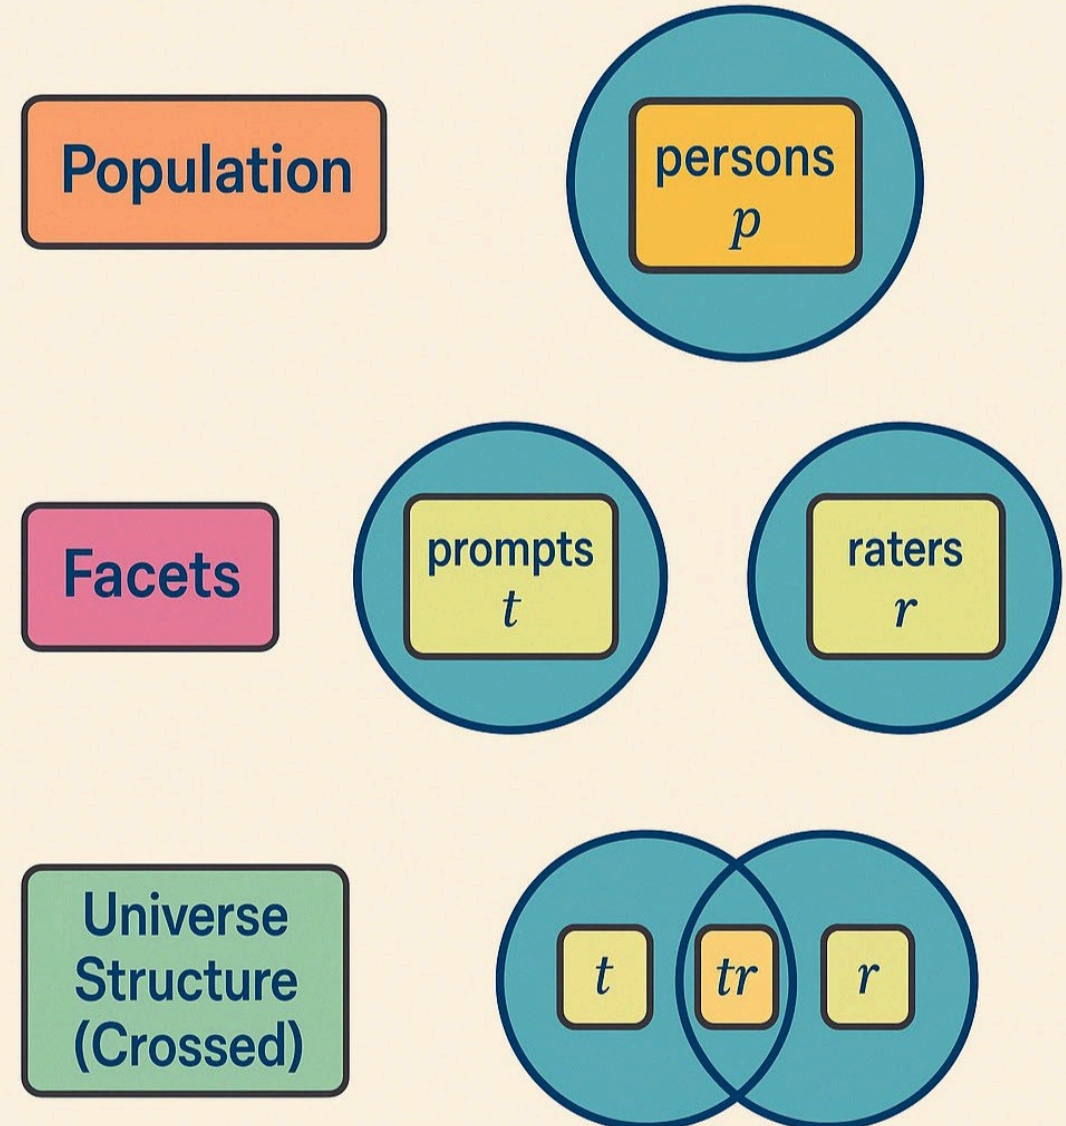 Population
persons
p
Facets
prompts
t
raters
r
Universe
Structure
(Crossed)
t
tr
r